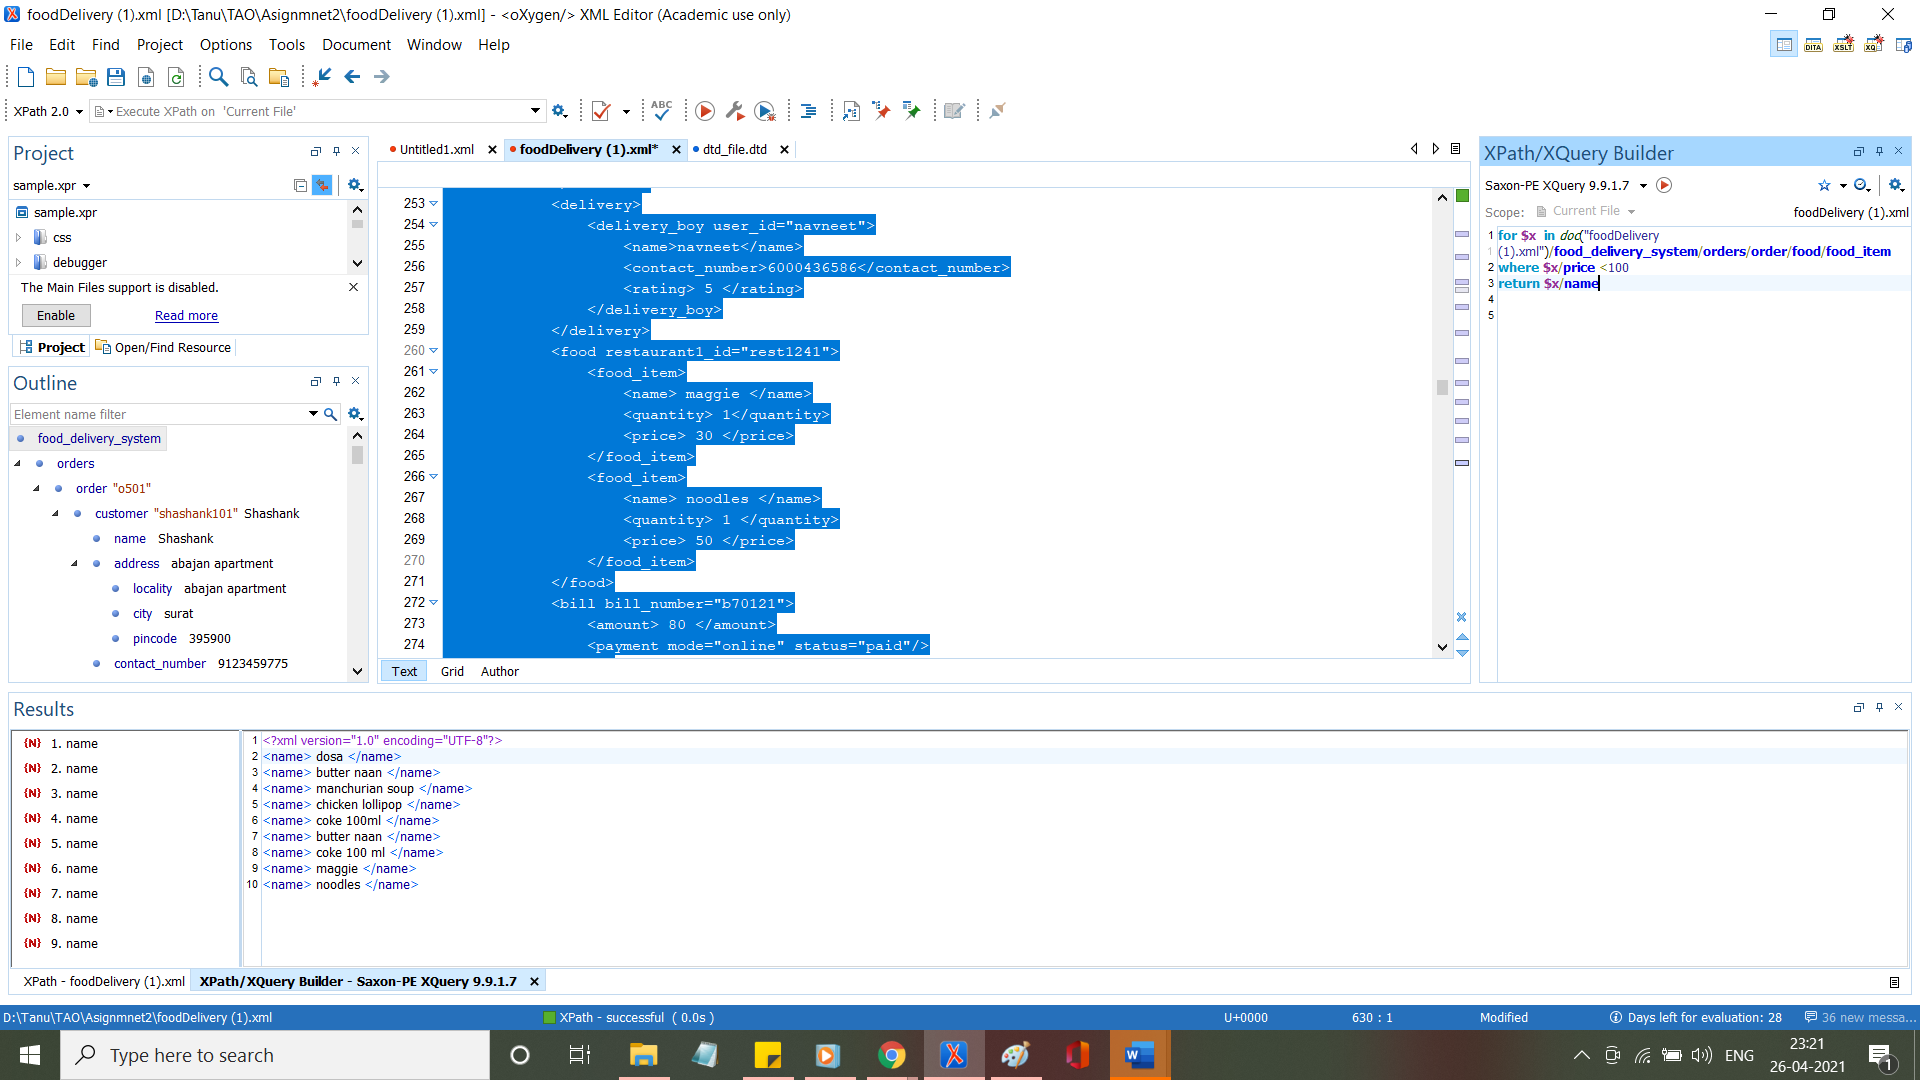 foodDelivery (1).xml [D:\Tanu\TAO\Asignmnet2\foodDelivery (1).xml] - <oXygen/> XML Editor (Academic use only)
File Edit Find Project Options Tools Document Window Help
DITA XSLT XQ
XPath 2.0 Execute XPath on 'Current File' ABC
Project
sample.xpr
sample.xpr
css
debugger
The Main Files support is disabled.
Enable Read more
Project Open/Find Resource
Outline
Element name filter
food_delivery_system
orders
order "o501"
customer "shashank101" Shashank
name Shashank
address abajan apartment
locality abajan apartment
city surat
pincode 395900
contact_number 9123459775
Untitled1.xml foodDelivery (1).xml* dtd_file.dtd
253 <delivery>
254 <delivery_boy user_id="navneet">
255 <name>navneet</name>
256 <contact_number>6000436586</contact_number>
257 <rating> 5 </rating>
258 </delivery_boy>
259 </delivery>
260 <food restaurant1_id="rest1241">
261 <food_item>
262 <name> maggie </name>
263 <quantity> 1</quantity>
264 <price> 30 </price>
265 </food_item>
266 <food_item>
267 <name> noodles </name>
268 <quantity> 1 </quantity>
269 <price> 50 </price>
270 </food_item>
271 </food>
272 <bill bill_number="b70121">
273 <amount> 80 </amount>
274 <payment mode="online" status="paid"/>
Text Grid Author
XPath/XQuery Builder
Saxon-PE XQuery 9.9.1.7
Scope: Current File foodDelivery (1).xml
1 for $x in doc("foodDelivery
1 (1).xml")/food_delivery_system/orders/order/food/food_item
2 where $x/price <100
3 return $x/name
4
5
Results
1. name
2. name
3. name
4. name
5. name
6. name
7. name
8. name
9. name
1 <?xml version="1.0" encoding="UTF-8"?>
2 <name> dosa </name>
3 <name> butter naan </name>
4 <name> manchurian soup </name>
5 <name> chicken lollipop </name>
6 <name> coke 100ml </name>
7 <name> butter naan </name>
8 <name> coke 100 ml </name>
9 <name> maggie </name>
10 <name> noodles </name>
XPath - foodDelivery (1).xml XPath/XQuery Builder - Saxon-PE XQuery 9.9.1.7
D:\Tanu\TAO\Asignmnet2\foodDelivery (1).xml XPath - successful ( 0.0s ) U+0000 630 : 1 Modified Days left for evaluation: 28 36 new messa...
Type here to search
ENG
23:21
26-04-2021
1